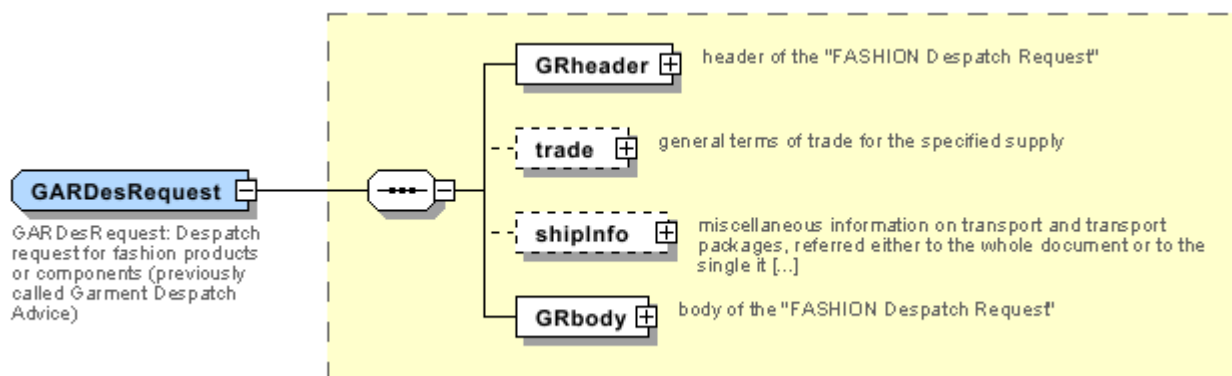 GRheader
header of the "FASHION Despatch Request"
trade
general terms of trade for the specified supply
GARDesRequest
GARDesRequest: Despatch
request for fashion products
or components (previously
called Garment Despatch
Advice)
shipInfo
miscellaneous information on transport and transport
packages, referred either to the whole document or to the
single it [...]
GRbody
body of the "FASHION Despatch Request"